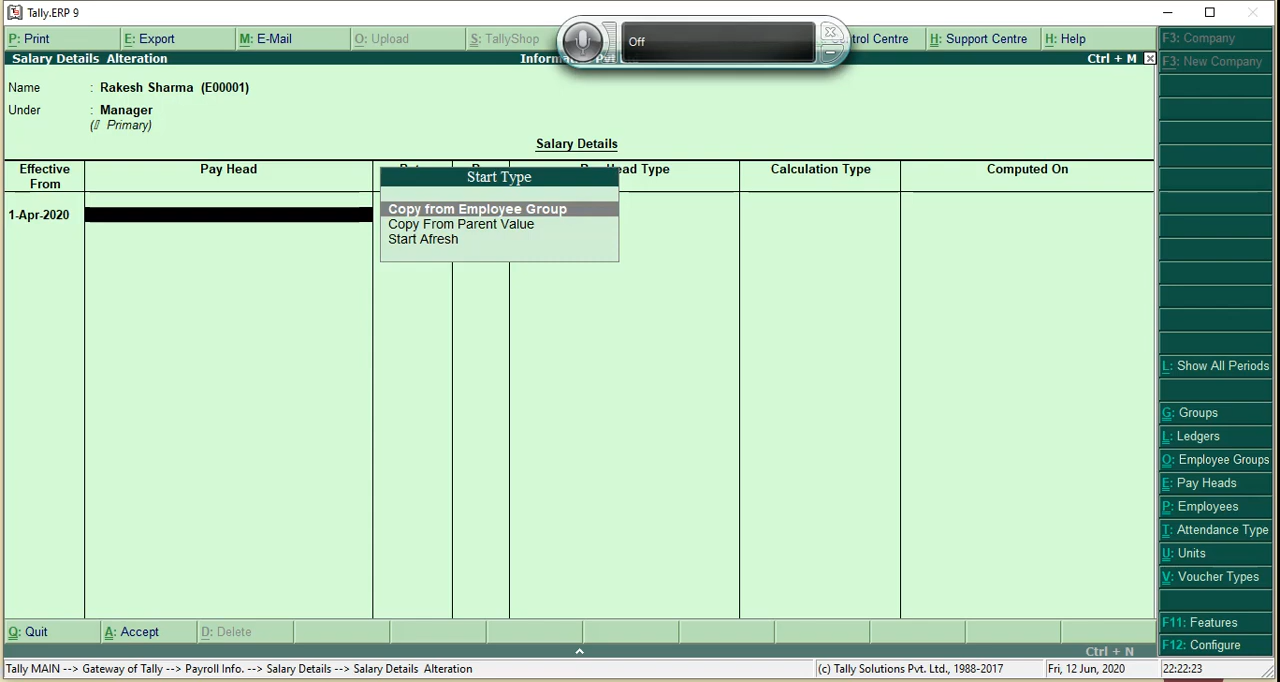 Tally.ERP 9
P: Print
E: Export
M: E-Mail
O: Upload
S: TallyShop
Off
ntrol Centre
H: Support Centre
H: Help
F3: Company
Salary Details Alteration
Ctrl + M
F3: New Company
Name : Rakesh Sharma (E00001)
Under : Manager
Primary)
Salary Details
Effective From
Pay Head
Head Type
Calculation Type
Computed On
Start Type
1-Apr-2020
Copy from Employee Group
Copy From Parent Value
Start Afresh
L: Show All Periods
G: Groups
L: Ledgers
O: Employee Groups
E: Pay Heads
P: Employees
T: Attendance Type
U: Units
V: Voucher Types
F11: Features
F12: Configure
Q: Quit
A: Accept
D: Delete
Ctrl + N
Tally MAIN --> Gateway of Tally --> Payroll Info. --> Salary Details --> Salary Details Alteration
(c) Tally Solutions Pvt. Ltd., 1988-2017
Fri, 12 Jun, 2020
22:22:23